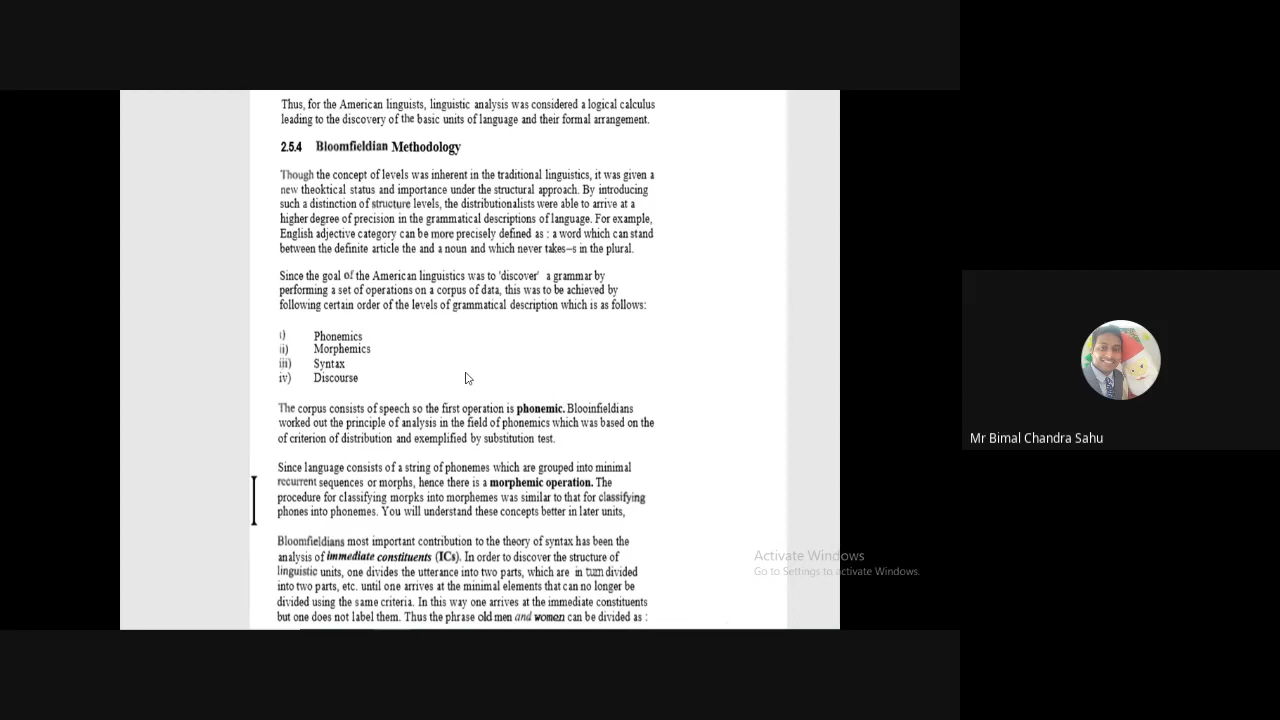 Thus, for the American linguists, linguistic analysis was considered a logical calculus
leading to the discovery of the basic units of language and their formal arrangement.
2.5.4 Bloomfieldian Methodology
Though the concept of levels was inherent in the traditional linguistics, it was given a
new theoktical status and importance under the structural approach. By introducing
such a distinction of structure levels, the distributionalists were able to arrive at a
higher degree of precision in the grammatical descriptions of language. For example,
English adjective category can be more precisely defined as : a word which can stand
between the definite article the and a noun and which never takes–s in the plural.
Since the goal of the American linguistics was to 'discover' a grammar by
performing a set of operations on a corpus of data, this was to be achieved by
following certain order of the levels of grammatical description which is as follows:
i) Phonemics
ii) Morphemics
iii) Syntax
iv) Discourse
The corpus consists of speech so the first operation is phonemic. Blooinfieldians
worked out the principle of analysis in the field of phonemics which was based on the
of criterion of distribution and exemplified by substitution test.
Since language consists of a string of phonemes which are grouped into minimal
recurrent sequences or morphs, hence there is a morphemic operation. The
procedure for classifying morpks into morphemes was similar to that for classifying
phones into phonemes. You will understand these concepts better in later units,
Bloomfieldians most important contribution to the theory of syntax has been the
analysis of immediate constituents (ICs). In order to discover the structure of
linguistic units, one divides the utterance into two parts, which are in turn divided
into two parts, etc. until one arrives at the minimal elements that can no longer be
divided using the same criteria. In this way one arrives at the immediate constituents
but one does not label them. Thus the phrase old men and women can be divided as :
Mr Bimal Chandra Sahu
Activate Windows
Go to Settings to activate Windows.